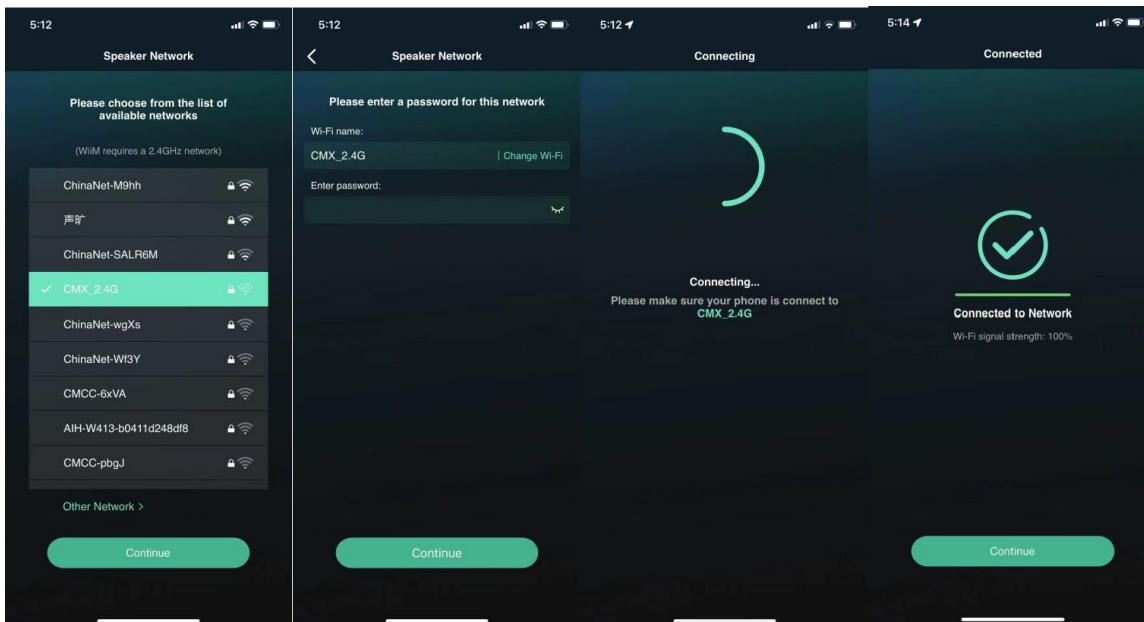 5:12
Speaker Network
Please choose from the list of
available networks
(WiiM requires a 2.4GHz network)
ChinaNet-M9hh
声旷
ChinaNet-SALR6M
CMX_2.4G
ChinaNet-wgXs
ChinaNet-Wf3Y
CMCC-6xVA
AIH-W413-b0411d248df8
CMCC-pbgJ
Other Network >
Continue
5:12
Speaker Network
Please enter a password for this network
Wi-Fi name:
CMX_2.4G | Change Wi-Fi
Enter password:
Continue
5:12
Connecting
Connecting...
Please make sure your phone is connect to
CMX_2.4G
5:14
Connected
Connected to Network
Wi-Fi signal strength: 100%
Continue